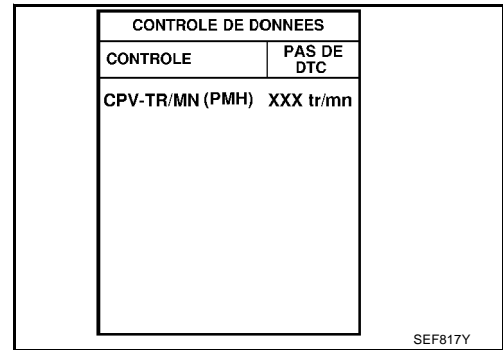 CONTROLE DE DONNEES
CONTROLE
PAS DE
DTC
CPV-TR/MN (PMH) XXX tr/mn
SEF817Y